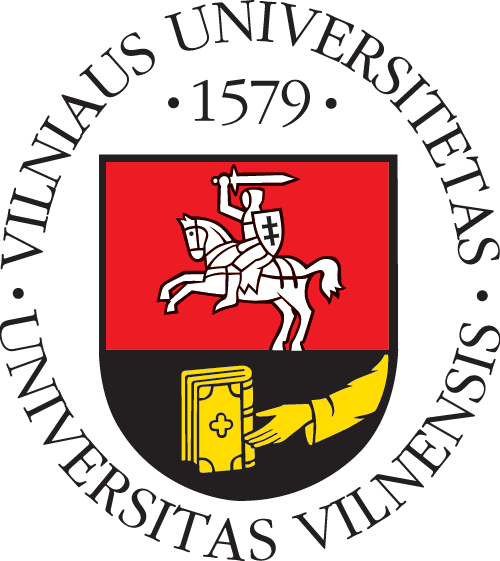 VILNIAUS UNIVERSITETAS
· 1579 ·
· UNIVERSITAS VILNENSIS ·